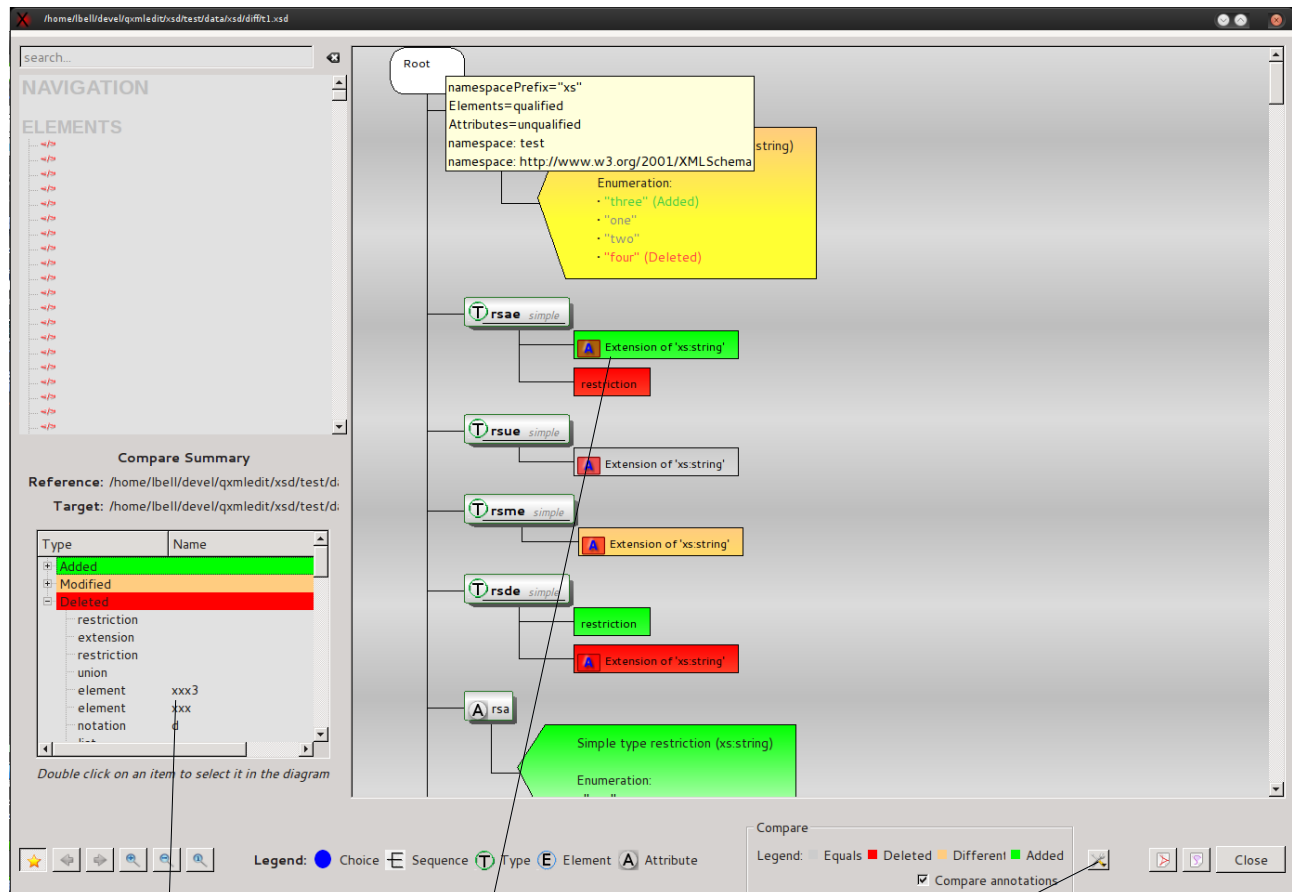 /home/lbell/devel/qxmledit/xsd/test/data/xsd/diff/t1.xsd
search...
NAVIGATION
ELEMENTS
Compare Summary
Reference: /home/lbell/devel/qxmledit/xsd/test/da
Target: /home/lbell/devel/qxmledit/xsd/test/da
Type Name
Added
Modified
Deleted
restriction
extension
restriction
union
element xxx3
element xxx
notation d
list
Double click on an item to select it in the diagram
Root
namespacePrefix="xs"
Elements=qualified
Attributes=unqualified
namespace: test
namespace: http://www.w3.org/2001/XMLSchema
string)
Enumeration:
· "three" (Added)
· "one"
· "two"
· "four" (Deleted)
T rsae simple
A Extension of 'xs:string'
restriction
T rsue simple
A Extension of 'xs:string'
T rsme simple
A Extension of 'xs:string'
T rsde simple
restriction
A Extension of 'xs:string'
A rsa
Simple type restriction (xs:string)
Enumeration:
Legend: Choice Sequence T Type E Element A Attribute
Compare
Legend: Equals Deleted Different Added
Compare annotations
Close